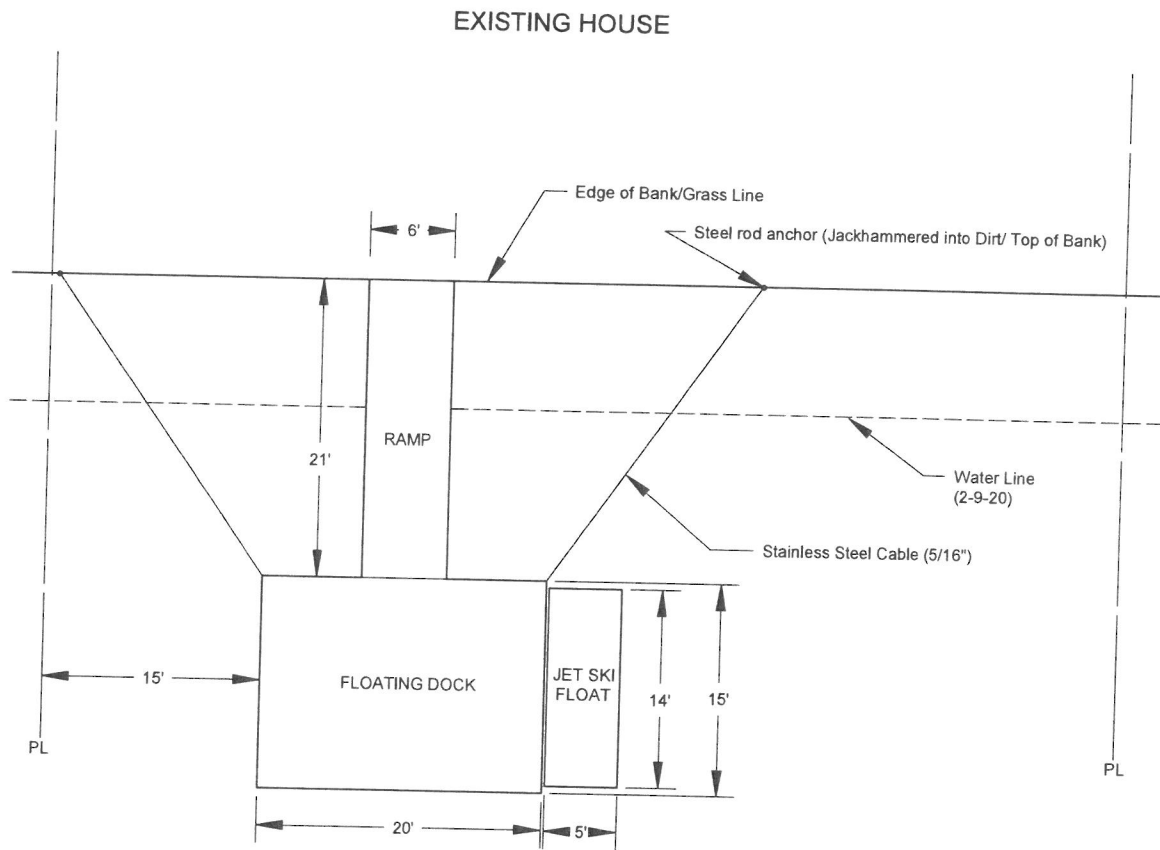 EXISTING HOUSE
Edge of Bank/Grass Line
6'
Steel rod anchor (Jackhammered into Dirt/ Top of Bank)
RAMP
21'
Water Line
(2-9-20)
Stainless Steel Cable (5/16")
15'
FLOATING DOCK
JET SKI
FLOAT
14'
15'
PL
PL
20'
5'